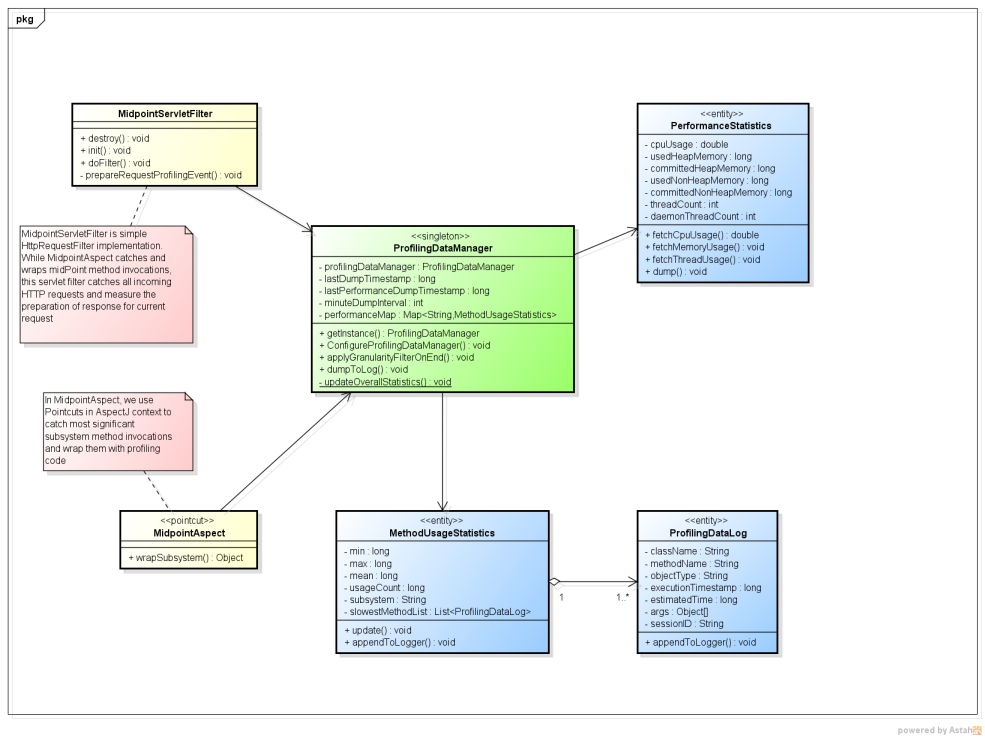 pkg
MidpointServletFilter
+ destroy() : void
+ init() : void
+ doFilter() : void
- prepareRequestProfilingEvent() : void
<<entity>>
PerformanceStatistics
- cpuUsage : double
- usedHeapMemory : long
- committedHeapMemory : long
- usedNonHeapMemory : long
- committedNonHeapMemory : long
- threadCount : int
- daemonThreadCount : int
+ fetchCpuUsage() : double
+ fetchMemoryUsage() : void
+ fetchThreadUsage() : void
+ dump() : void
MidpointServletFilter is simple
HttpRequestFilter implementation.
While MidpointAspect catches and
wraps midPoint method invocations,
this servlet filter catches all incoming
HTTP requests and measure the
preparation of response for current
request
<<singleton>>
ProfilingDataManager
- profilingDataManager : ProfilingDataManager
- lastDumpTimestamp : long
- lastPerformanceDumpTimestamp : long
- minuteDumpInterval : int
- performanceMap : Map<String,MethodUsageStatistics>
+ getInstance() : ProfilingDataManager
+ ConfigureProfilingDataManager() : void
+ applyGranularityFilterOnEnd() : void
+ dumpToLog() : void
- updateOverallStatistics() : void
In MidpointAspect, we use
Pointcuts in AspectJ context to
catch most significant
subsystem method invocations
and wrap them with profiling
code
<<pointcut>>
MidpointAspect
+ wrapSubsystem() : Object
<<entity>>
MethodUsageStatistics
- min : long
- max : long
- mean : long
- usageCount : long
- subsystem : String
- slowestMethodList : List<ProfilingDataLog>
+ update() : void
+ appendToLogger() : void
1
1..*
<<entity>>
ProfilingDataLog
- className : String
- methodName : String
- objectType : String
- executionTimestamp : long
- estimatedTime : long
- args : Object[]
- sessionID : String
+ appendToLogger() : void
powered by Astah